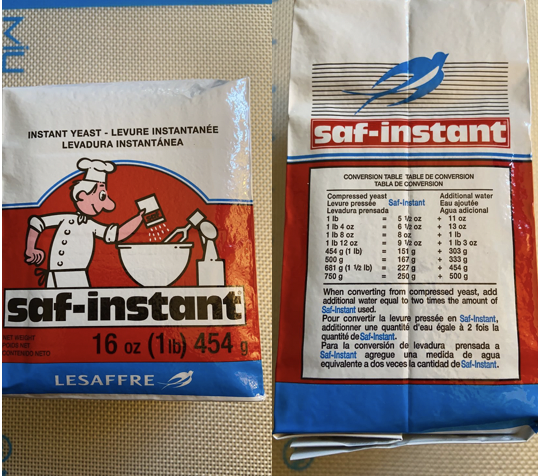 INSTANT YEAST - LEVURE INSTANTANÉE
LEVADURA INSTANTÁNEA
saf-instant
NET WEIGHT
POIDS NET
CONTENIDO NETO
16 oz (1lb) 454 g
LESAFFRE
saf-instant
CONVERSION TABLE TABLE DE CONVERSION
TABLA DE CONVERSIÓN
Compressed yeast Additional water
Levure pressée Saf-Instant Eau ajoutée
Levadura prensada Agua adicional
1 lb = 5 1/2 oz + 11 oz
1 lb 4 oz = 6 1/2 oz + 13 oz
1 lb 8 oz = 8 oz + 1 lb
1 lb 12 oz = 9 1/2 oz + 1 lb 3 oz
454 g (1 lb) = 151 g + 303 g
500 g = 167 g + 333 g
681 g (1 1/2 lb) = 227 g + 454 g
750 g = 250 g + 500 g
When converting from compressed yeast, add
additional water equal to two times the amount of
Saf-Instant used.
Pour convertir la levure pressée en Saf-Instant,
additionner une quantité d'eau égale à 2 fois la
quantité de Saf-Instant.
Para la conversión de levadura prensada a
Saf-Instant agregue una medida de agua
equivalente a dos veces la cantidad de Saf-Instant.